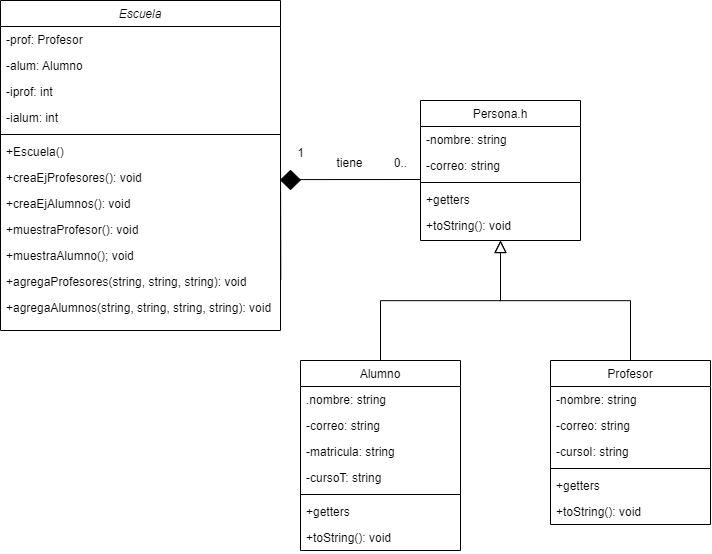 Escuela
-prof: Profesor
-alum: Alumno
-iprof: int
-ialum: int
+Escuela()
+creaEjProfesores(): void
+creaEjAlumnos(): void
+muestraProfesor(): void
+muestraAlumno(); void
+agregaProfesores(string, string, string): void
+agregaAlumnos(string, string, string, string): void
1
tiene
0..
Persona.h
-nombre: string
-correo: string
+getters
+toString(): void
Alumno
.nombre: string
-correo: string
-matricula: string
-cursoT: string
+getters
+toString(): void
Profesor
-nombre: string
-correo: string
-cursoI: string
+getters
+toString(): void